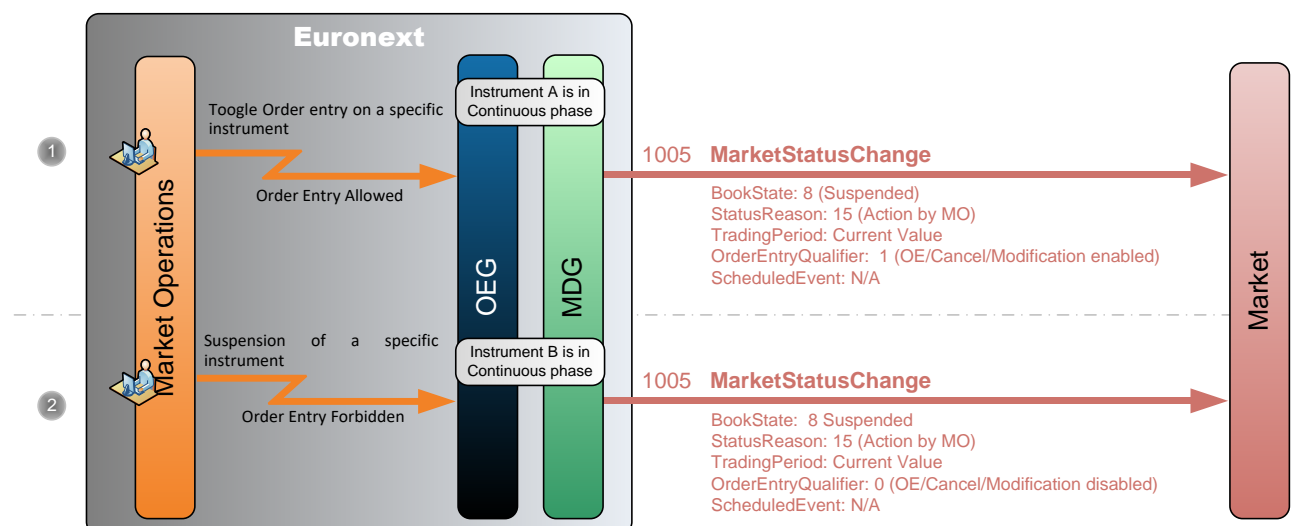 Euronext
Market Operations
OEG
MDG
Market
1
Toogle Order entry on a specific
instrument
Order Entry Allowed
Instrument A is in
Continuous phase
1005 MarketStatusChange
BookState: 8 (Suspended)
StatusReason: 15 (Action by MO)
TradingPeriod: Current Value
OrderEntryQualifier: 1 (OE/Cancel/Modification enabled)
ScheduledEvent: N/A
2
Suspension of a specific
instrument
Order Entry Forbidden
Instrument B is in
Continuous phase
1005 MarketStatusChange
BookState: 8 Suspended
StatusReason: 15 (Action by MO)
TradingPeriod: Current Value
OrderEntryQualifier: 0 (OE/Cancel/Modification disabled)
ScheduledEvent: N/A